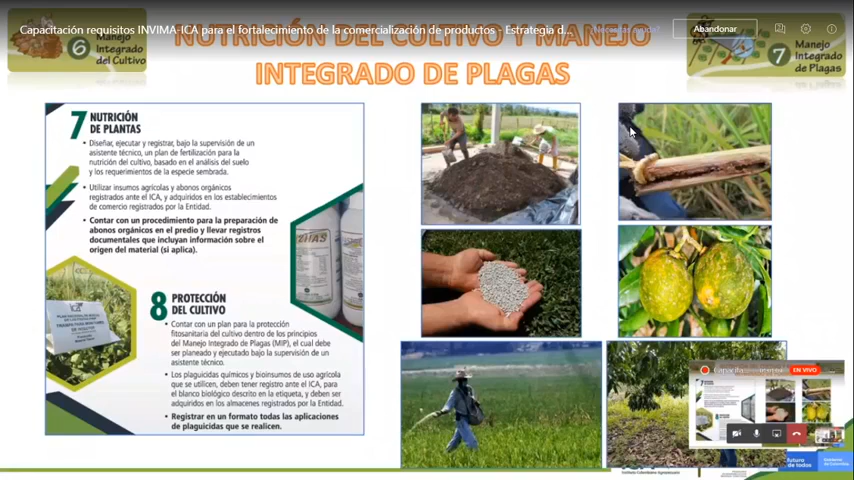 Capacitación requisitos INVIMA-ICA para el fortalecimiento de la comercialización de productos - Estrategia d...
Necesitas ayuda?
Abandonar
6 Manejo
Integrado
del Cultivo
NUTRICIÓN DEL CULTIVO Y MANEJO
INTEGRADO DE PLAGAS
7 Manejo
Integrado
de Plagas
7 NUTRICIÓN
DE PLANTAS
• Diseñar, ejecutar y registrar, bajo la supervisión de un
asistente técnico, un plan de fertilización para la
nutrición del cultivo, basado en el análisis del suelo
y los requerimientos de la especie sembrada.
• Utilizar insumos agrícolas y abonos orgánicos
registrados ante el ICA, y adquiridos en los establecimientos
de comercio registrados por la Entidad.
• Contar con un procedimiento para la preparación de
abonos orgánicos en el predio y llevar registros
documentales que incluyan información sobre el
origen del material (si aplica).
8 PROTECCIÓN
DEL CULTIVO
• Contar con un plan para la protección
fitosanitaria del cultivo dentro de los principios
del Manejo Integrado de Plagas (MIP), el cual debe
ser planeado y ejecutado bajo la supervisión de un
asistente técnico.
• Los plaguicidas químicos y bioinsumos de uso agrícola
que se utilicen, deben tener registro ante el ICA, para
el blanco biológico descrito en la etiqueta, y deben ser
adquiridos en los almacenes registrados por la Entidad.
• Registrar en un formato todas las aplicaciones
de plaguicidas que se realicen.
ICA
EN VIVO
futuro
de todos
Gobierno
de Colombia